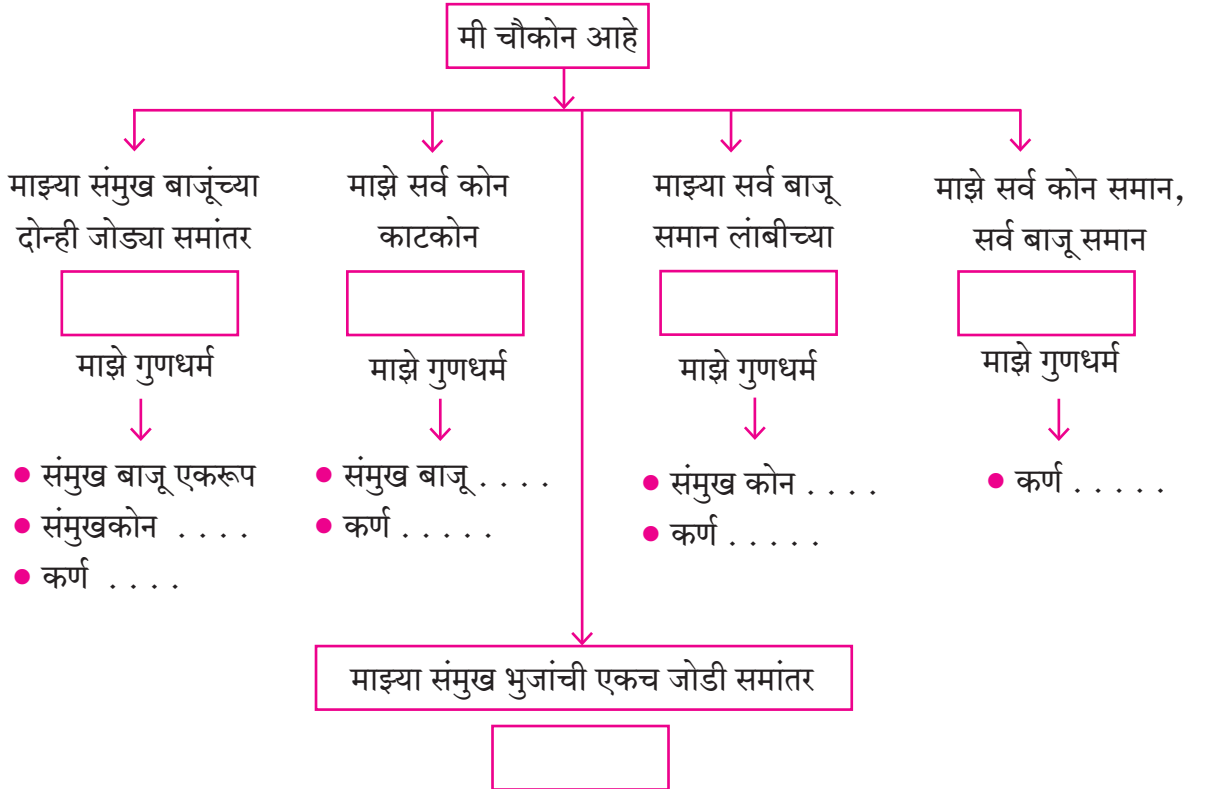 मी चौकोन आहे
माझ्या संमुख बाजूंच्या
दोन्ही जोड्या समांतर
माझे गुणधर्म
• संमुख बाजू एकरूप
• संमुखकोन . . . .
• कर्ण . . . .
माझे सर्व कोन
काटकोन
माझे गुणधर्म
• संमुख बाजू . . . .
• कर्ण . . . . .
माझ्या सर्व बाजू
समान लांबीच्या
माझे गुणधर्म
• संमुख कोन . . . .
• कर्ण . . . . .
माझे सर्व कोन समान,
सर्व बाजू समान
माझे गुणधर्म
• कर्ण . . . . .
माझ्या संमुख भुजांची एकच जोडी समांतर